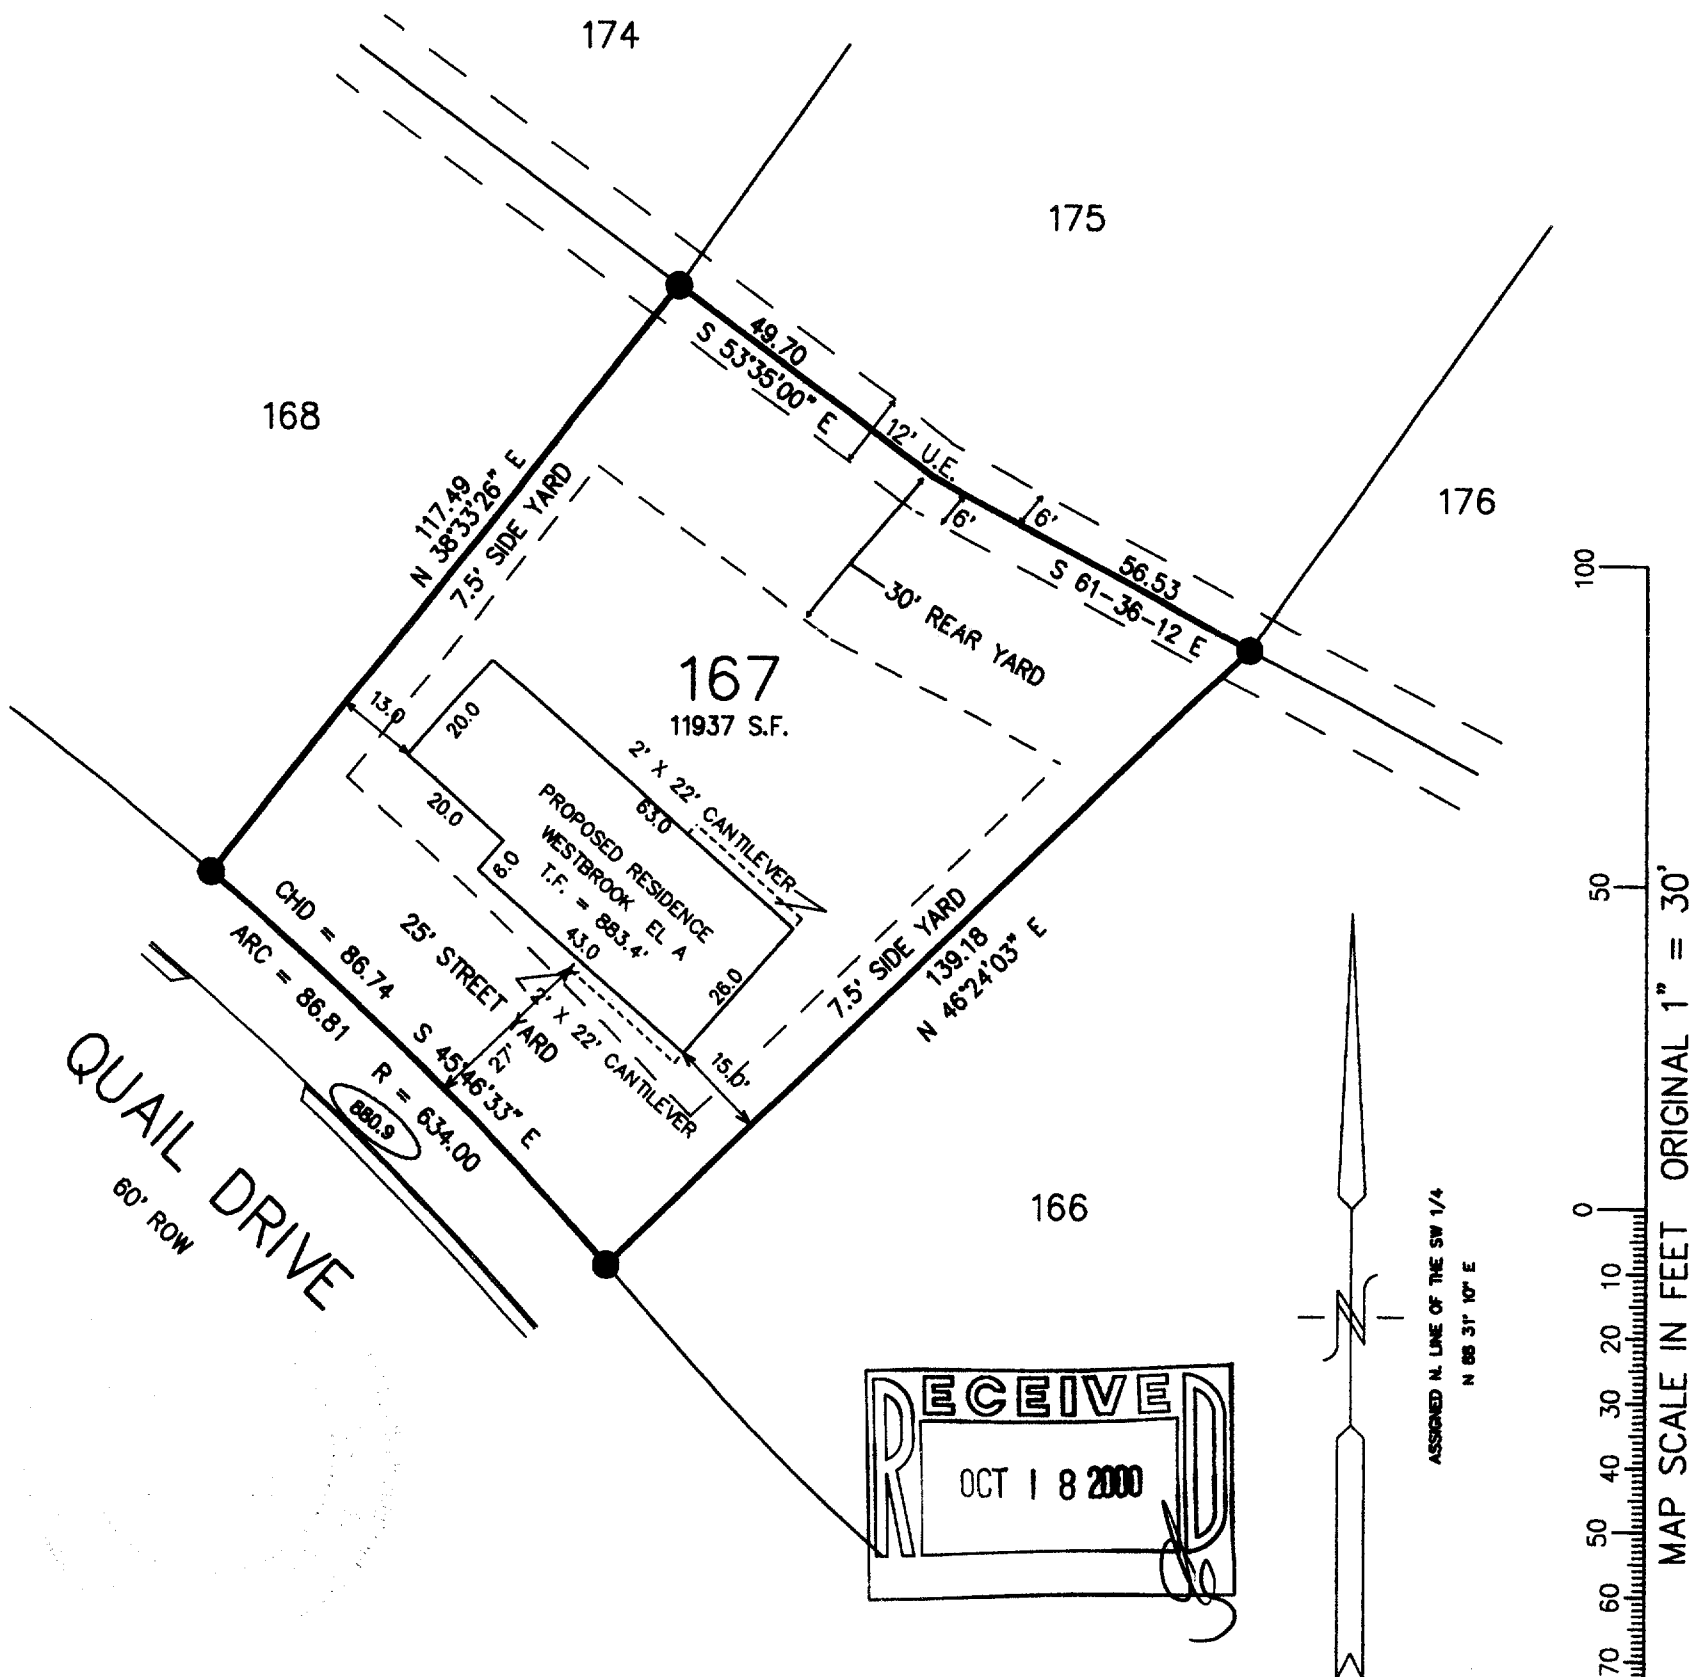 174
175
168
176
49.70
S 53°35'00" E
12' U.E.
6'
6'
56.53
S 61-36-12 E
117.49
N 38°33'26" E
7.5' SIDE YARD
30' REAR YARD
167
11937 S.F.
13.0
20.0
20.0
8.0
63.0
2' X 22' CANTILEVER
PROPOSED RESIDENCE
WESTBROOK EL A
T.F. = 883.4'
43.0
26.0
15.0'
25' STREET YARD
27'
2' X 22' CANTILEVER
7.5' SIDE YARD
139.18
N 46°24'03" E
CHD = 86.74
S 45°46'33" E
ARC = 86.81
R = 634.00
880.9
QUAIL DRIVE
60' ROW
166
RECEIVED
OCT 18 2000
N
ASSIGNED N. LINE OF THE SW 1/4
100
50
0
10
20
30
40
50
60
70
MAP SCALE IN FEET ORIGINAL 1" = 30'